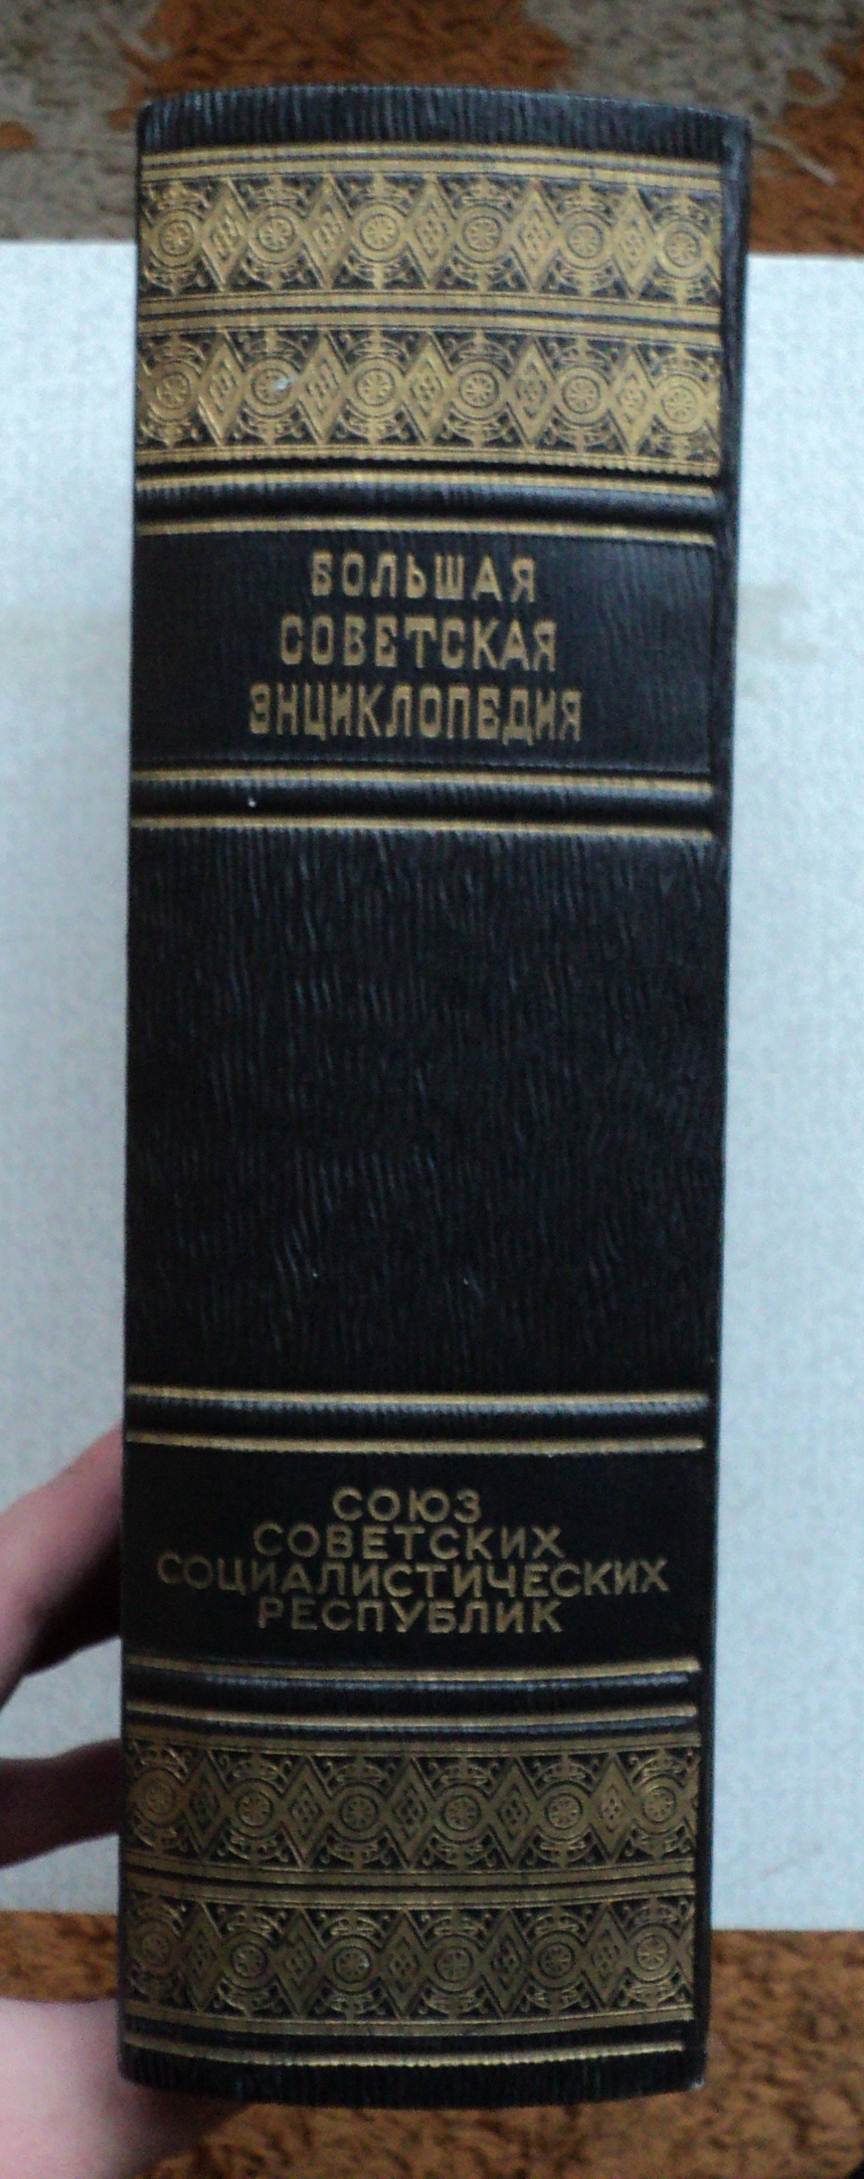 БОЛЬШАЯ
СОВЕТСКАЯ
ЭНЦИКЛОПЕДИЯ
СОЮЗ
СОВЕТСКИХ
СОЦИАЛИСТИЧЕСКИХ
РЕСПУБЛИК